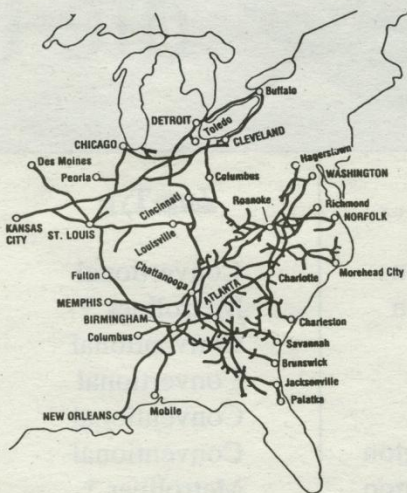 Buffalo
DETROIT
Toledo
CLEVELAND
CHICAGO
Des Moines
Peoria
Columbus
Hagerstown
WASHINGTON
Cincinnati
Roanoke
Richmond
NORFOLK
KANSAS
CITY
ST. LOUIS
Louisville
Chattanooga
Charlotte
Morehead City
Fulton
ATLANTA
MEMPHIS
BIRMINGHAM
Columbus
Charleston
Savannah
Brunswick
Jacksonville
Palatka
NEW ORLEANS
Mobile